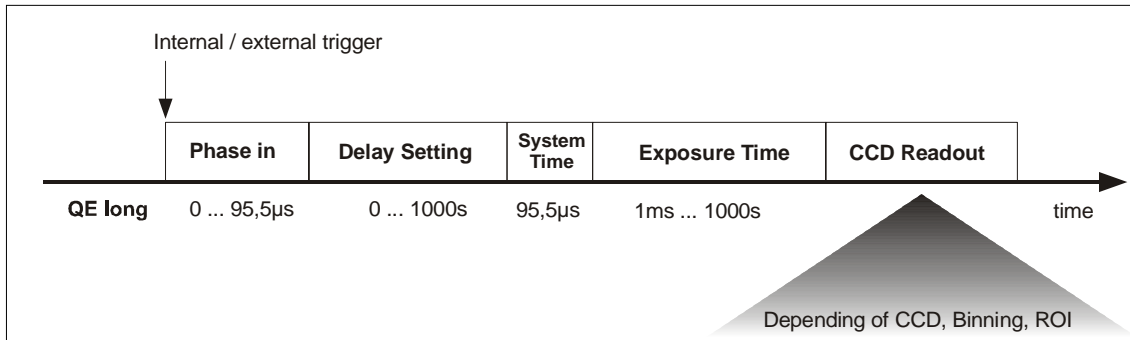 Internal / external trigger
Phase in
Delay Setting
System
Time
Exposure Time
CCD Readout
QE long
0 ... 95,5µs
0 ... 1000s
95,5µs
1ms ... 1000s
time
Depending of CCD, Binning, ROI